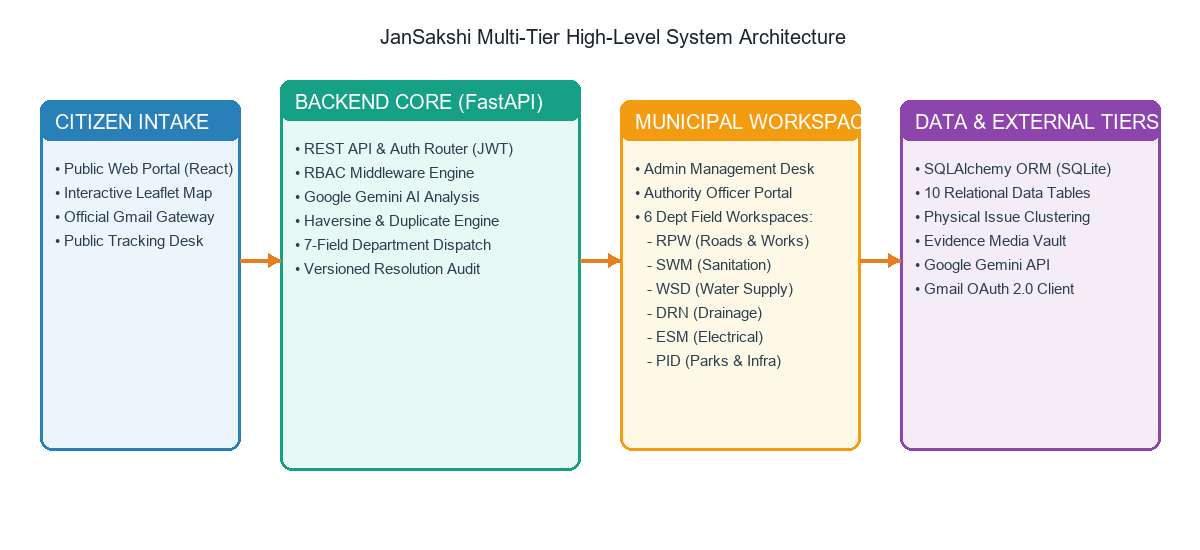 JanSakshi Multi-Tier High-Level System Architecture
CITIZEN INTAKE
• Public Web Portal (React)
• Interactive Leaflet Map
• Official Gmail Gateway
• Public Tracking Desk
BACKEND CORE (FastAPI)
• REST API & Auth Router (JWT)
• RBAC Middleware Engine
• Google Gemini AI Analysis
• Haversine & Duplicate Engine
• 7-Field Department Dispatch
• Versioned Resolution Audit
MUNICIPAL WORKSPAC
• Admin Management Desk
• Authority Officer Portal
• 6 Dept Field Workspaces:
- RPW (Roads & Works)
- SWM (Sanitation)
- WSD (Water Supply)
- DRN (Drainage)
- ESM (Electrical)
- PID (Parks & Infra)
DATA & EXTERNAL TIERS
• SQLAlchemy ORM (SQLite)
• 10 Relational Data Tables
• Physical Issue Clustering
• Evidence Media Vault
• Google Gemini API
• Gmail OAuth 2.0 Client